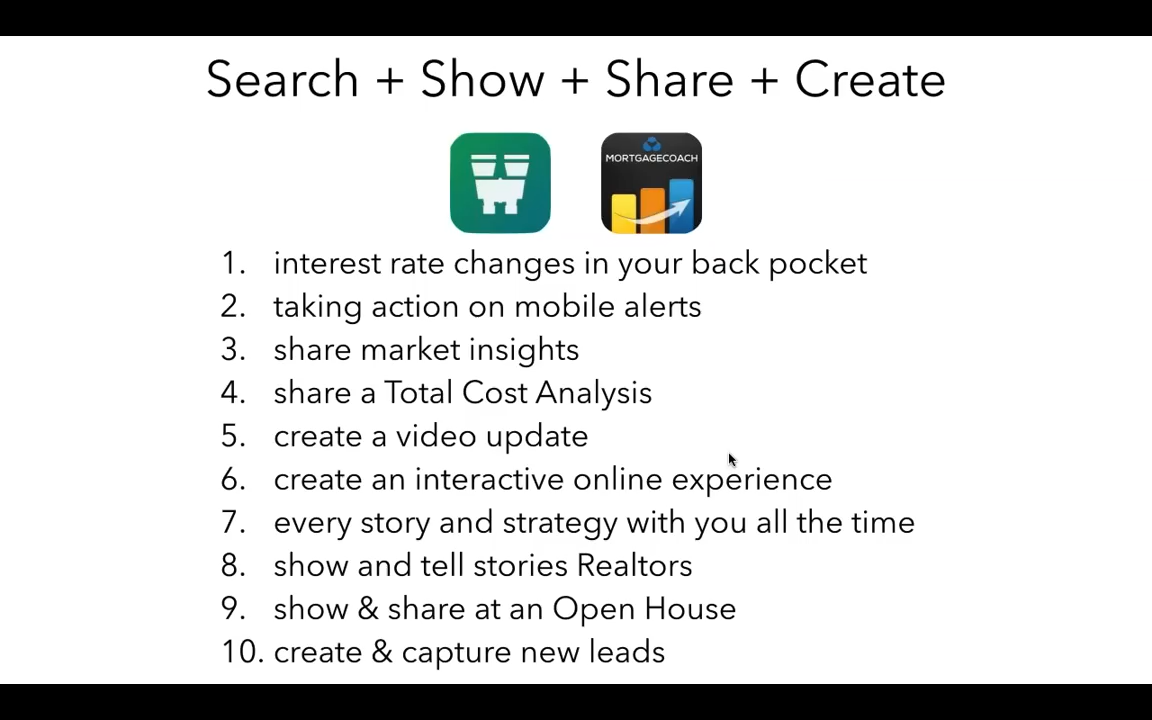 Search + Show + Share + Create
MORTGAGECOACH
1. interest rate changes in your back pocket
2. taking action on mobile alerts
3. share market insights
4. share a Total Cost Analysis
5. create a video update
6. create an interactive online experience
7. every story and strategy with you all the time
8. show and tell stories Realtors
9. show & share at an Open House
10. create & capture new leads